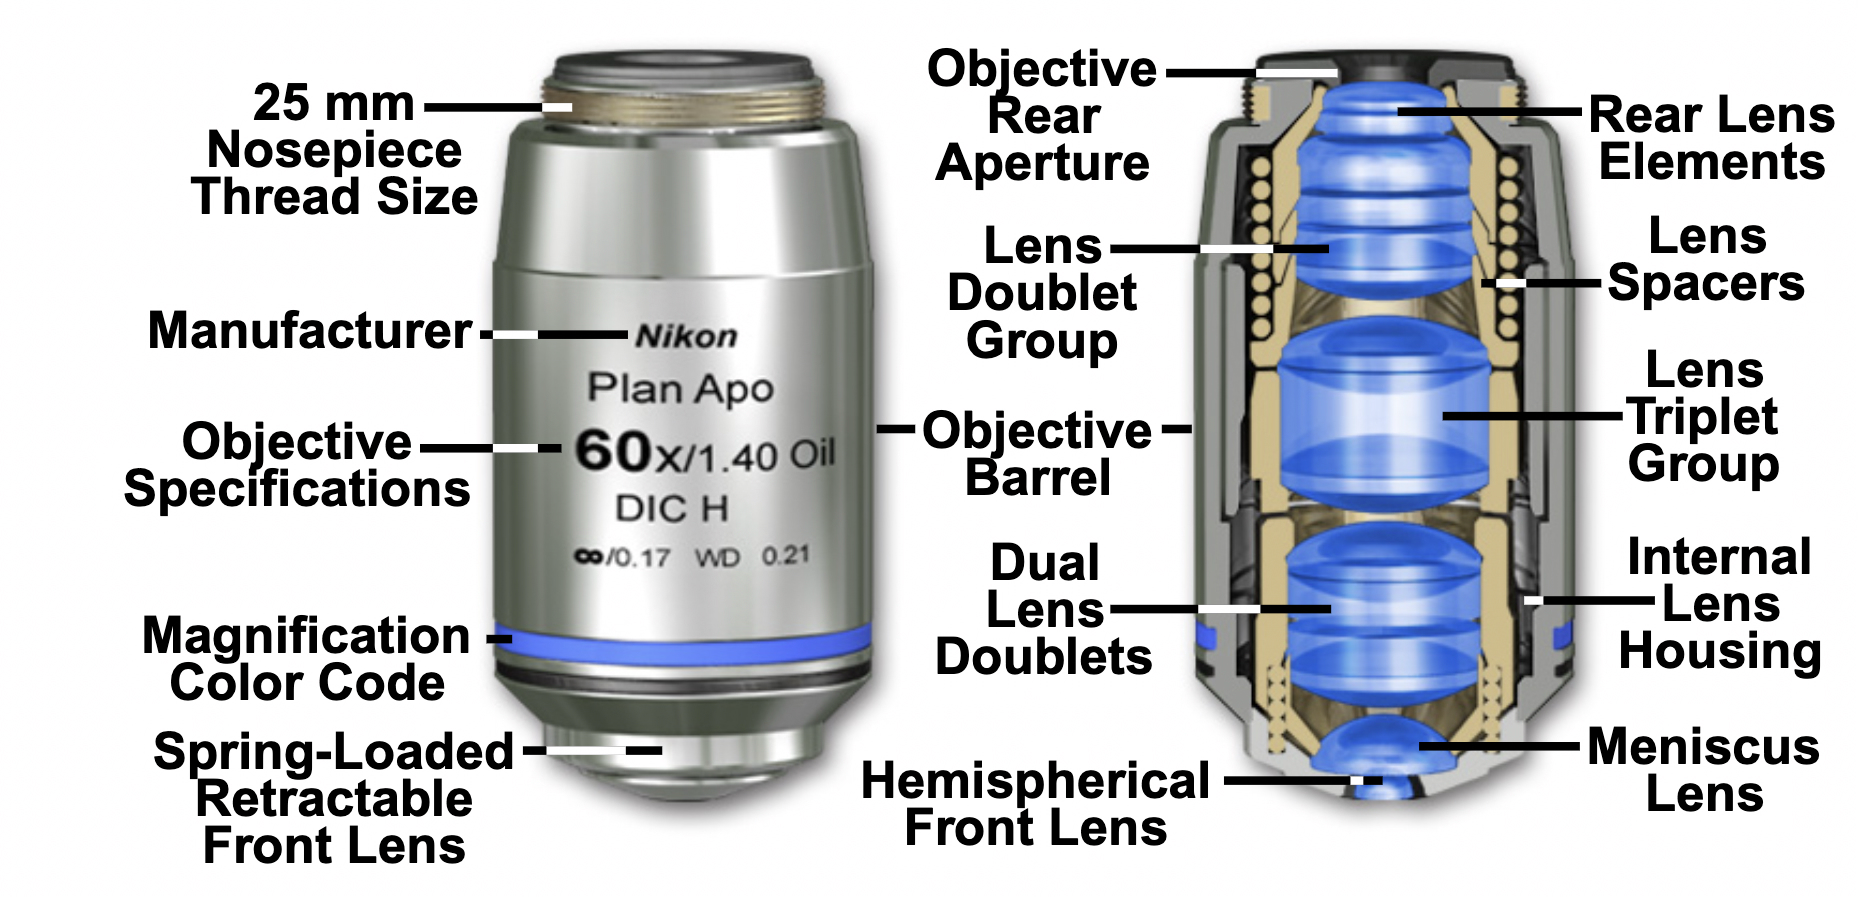 25 mm
Nosepiece
Thread Size
Manufacturer
Objective
Specifications
Magnification
Color Code
Spring-Loaded
Retractable
Front Lens
Nikon
Plan Apo
60x/1.40 Oil
DIC H
∞/0.17 WD 0.21
Objective
Rear
Aperture
Lens
Doublet
Group
Objective
Barrel
Dual
Lens
Doublets
Hemispherical
Front Lens
Rear Lens
Elements
Lens
Spacers
Lens
Triplet
Group
Internal
Lens
Housing
Meniscus
Lens